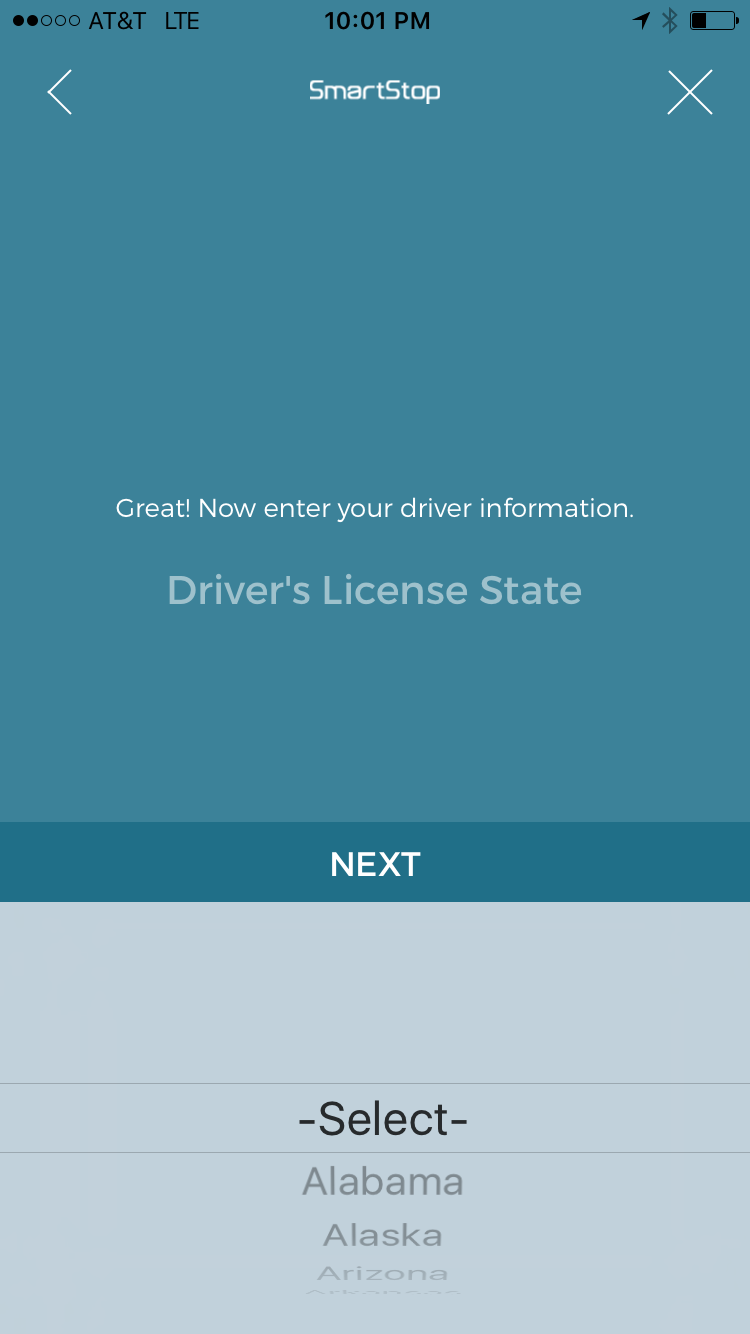 AT&T LTE 10:01 PM
SmartStop
Great! Now enter your driver information.
Driver's License State
NEXT
-Select-
Alabama
Alaska
Arizona
Arkansas